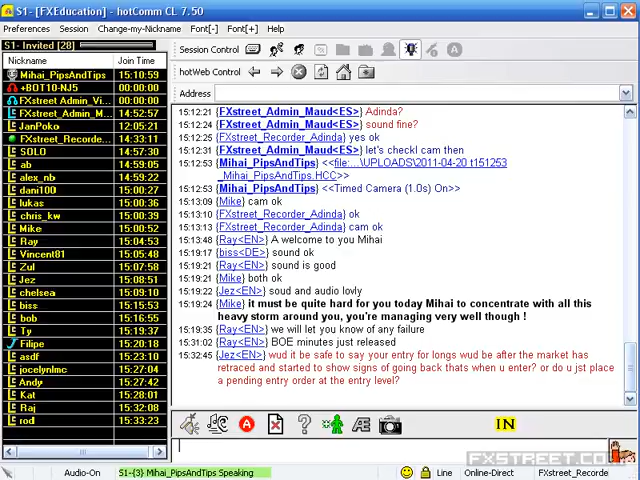 S1- [FXEducation] - hotComm CL 7.50
Preferences Session Change-my-Nickname Font[-] Font[+] Help
S1- Invited [28]
Nickname Join Time
Mihai_PipsAndTips 15:10:59
+BOT10-NJ5 00:00:00
FXstreet Admin_Vi... 00:00:00
FXstreet_Admin_M... 14:52:57
JanPoko 12:05:21
FXstreet_Recorde... 14:33:11
SOLO 12:57:30
ab 14:59:05
alex_nb 14:59:22
dani100 15:00:27
lukas 15:00:36
chris_kw 15:00:39
Mike 15:00:52
Ray 15:04:53
Vincent81 15:05:48
Zul 15:07:58
Jez 15:08:51
chelsea 15:09:10
biss 15:15:53
bob 16:16:55
Ty 15:19:37
Filipe 15:20:18
asdf 15:23:23
jocelynlmc 15:27:04
Andy 15:27:42
Kat 15:28:01
Raj 15:32:08
rod 15:33:23
Session Control
hotWeb Control
Address
15:12:21 {FXstreet_Admin_Maud<ES>} Adinda?
15:12:24 {FXstreet_Admin_Maud<ES>} sound fine?
15:12:25 {FXstreet_Recorder_Adinda} yes ok
15:12:31 {FXstreet_Admin_Maud<ES>} let's checkl cam then
15:12:53 {Mihai_PipsAndTips} <<file:...\UPLOADS\2011-04-20 t151253
_Mihai_PipsAndTips.HCC>>
15:12:53 {Mihai_PipsAndTips} <<Timed Camera (1.0s) On>>
15:13:09 {Mike} cam ok
15:13:10 {FXstreet_Recorder_Adinda} ok
15:13:13 {FXstreet_Recorder_Adinda} cam ok
15:13:48 {Ray<EN>} A welcome to you Mihai
15:19:17 {biss<DE>} sound ok
15:19:21 {Ray<EN>} sound is good
15:19:21 {Mike} both ok
15:19:22 {Jez<EN>} soud and audio lovly
15:19:24 {Mike} it must be quite hard for you today Mihai to concentrate with all this
heavy storm around you, you're managing very well though !
15:19:35 {Ray<EN>} we will let you know of any failure
15:31:02 {Ray<EN>} BOE minutes just released
15:32:45 {Jez<EN>} wud it be safe to say your entry for longs wud be after the market has
retraced and started to show signs of going back thats when u enter? or do u jst place
a pending entry order at the entry level?
IN
FXSTREET.CO
Audio-On S1-{3} Mihai_PipsAndTips Speaking Line Online-Direct FXstreet_Recorde